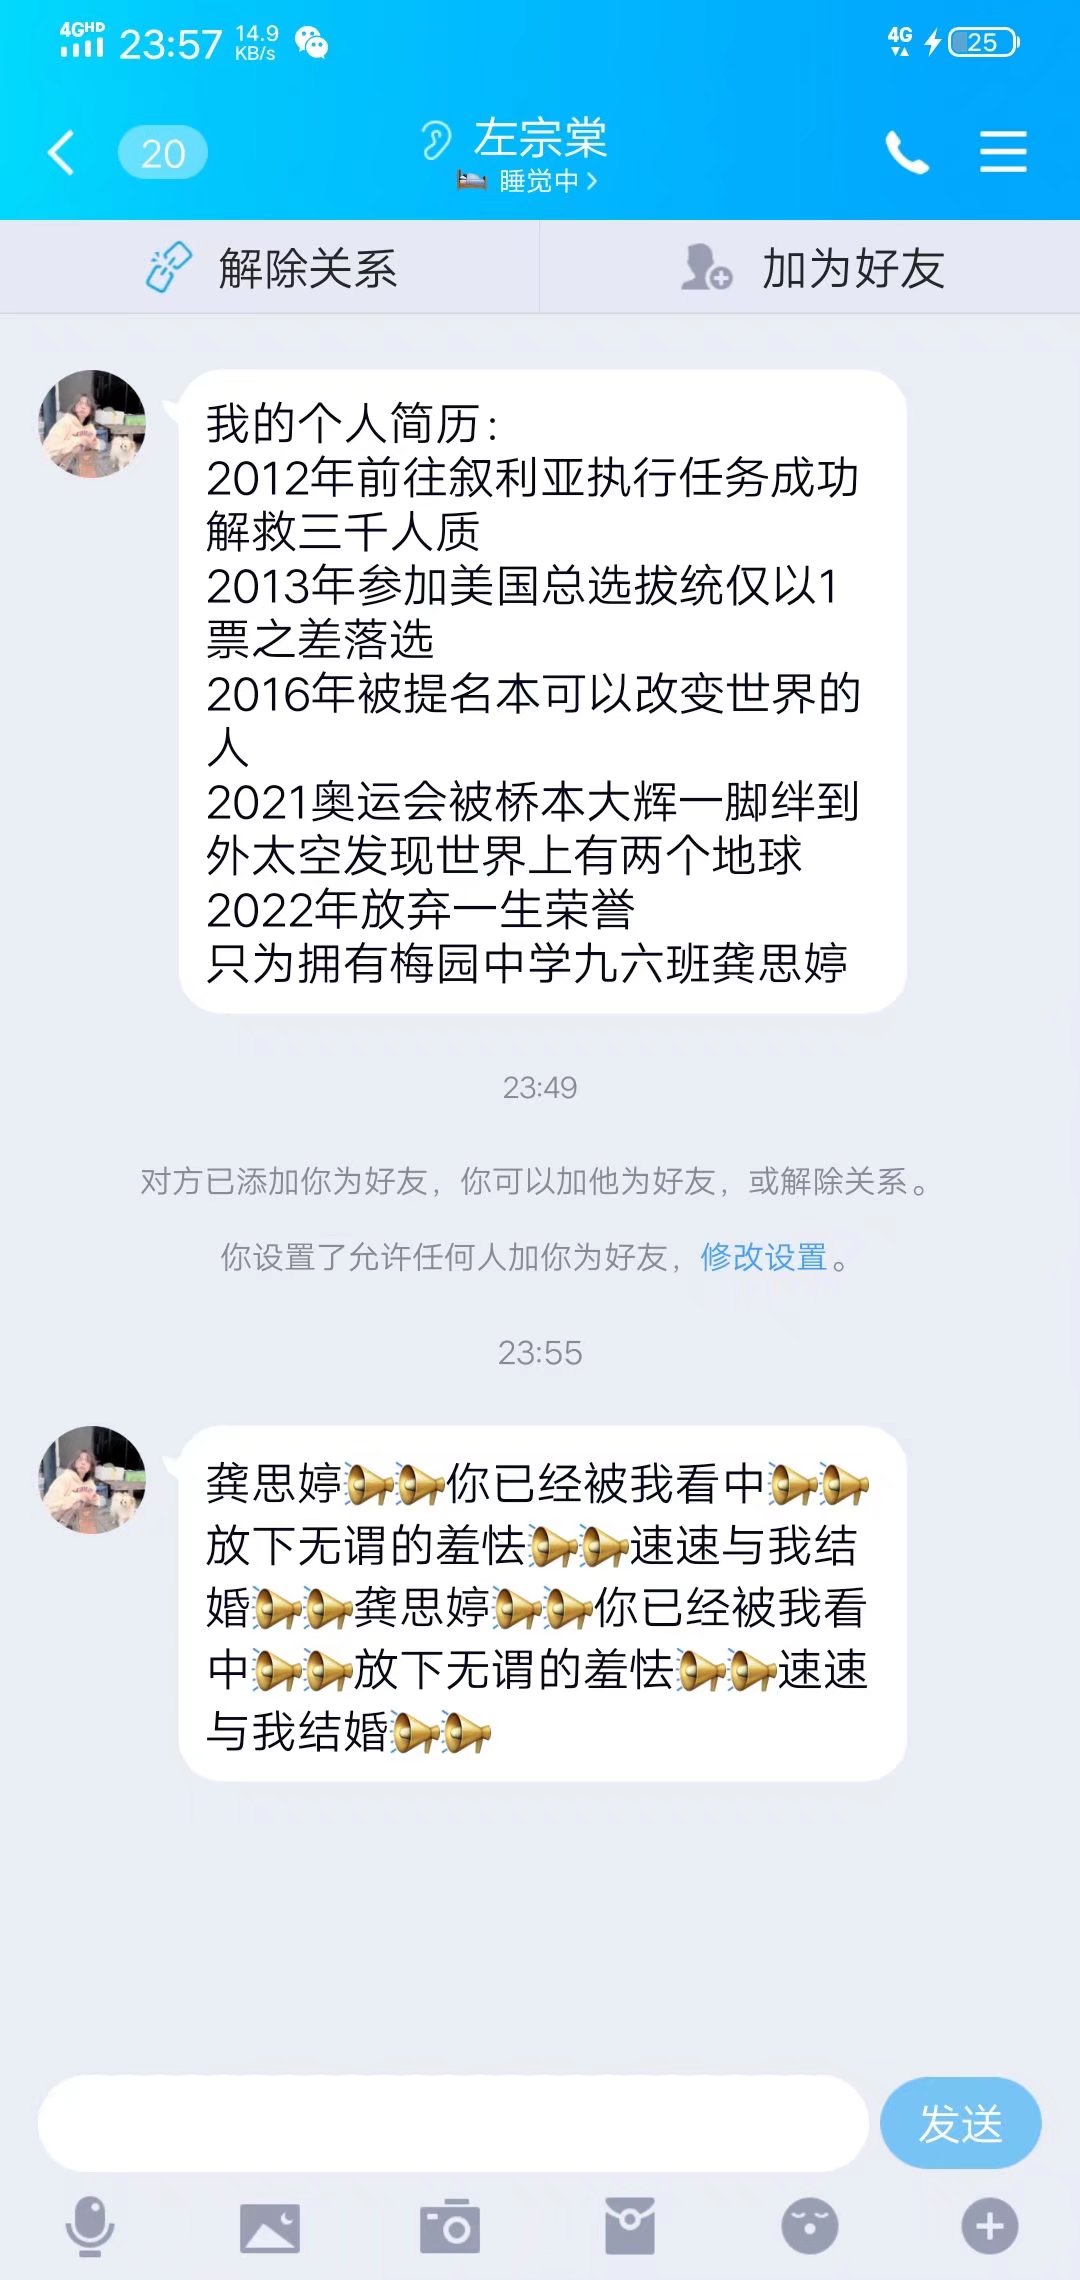 4GHD 23:57 14.9 KB/s 4G 25
20 左宗棠
睡觉中
解除关系 加为好友
我的个人简历：
2012年前往叙利亚执行任务成功
解救三千人质
2013年参加美国总选拔统仅以1
票之差落选
2016年被提名本可以改变世界的
人
2021奥运会被桥本大辉一脚绊到
外太空发现世界上有两个地球
2022年放弃一生荣誉
只为拥有梅园中学九六班龚思婷
23:49
对方已添加你为好友，你可以加他为好友，或解除关系。
你设置了允许任何人加你为好友，修改设置。
23:55
龚思婷📢📢你已经被我看中📢📢
放下无谓的羞怯📢📢速速与我结
婚📢📢龚思婷📢📢你已经被我看
中📢📢放下无谓的羞怯📢📢速速
与我结婚📢📢
发送